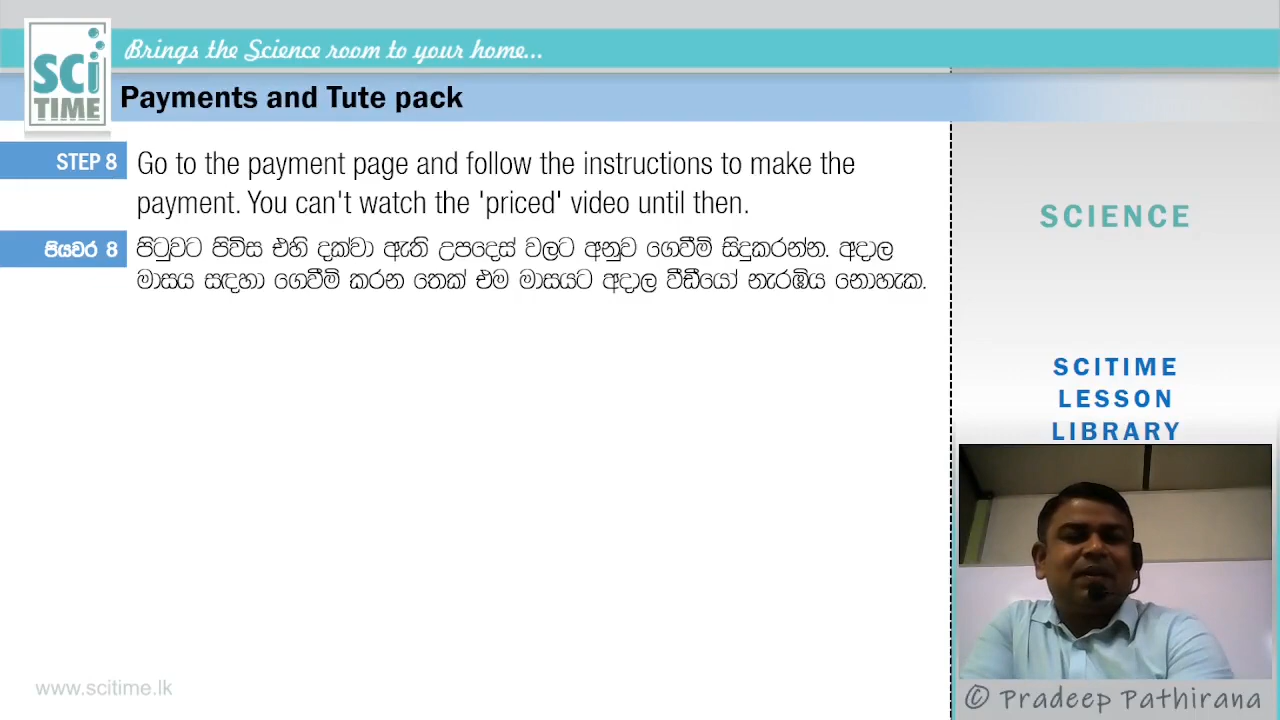 SCi
TIME
Brings the Science room to your home...
Payments and Tute pack
STEP 8
Go to the payment page and follow the instructions to make the
payment. You can't watch the 'priced' video until then.
පියවර 8
පිටුවට පිවිස එහි දක්වා ඇති උපදෙස් වලට අනුව ගෙවීම් සිදුකරන්න. අදාල
මාසය සඳහා ගෙවීම් කරන තෙක් එම මාසයට අදාල වීඩීයෝ නැරඹිය නොහැක.
SCIENCE
SCITIME
LESSON
LIBRARY
www.scitime.lk
© Pradeep Pathirana